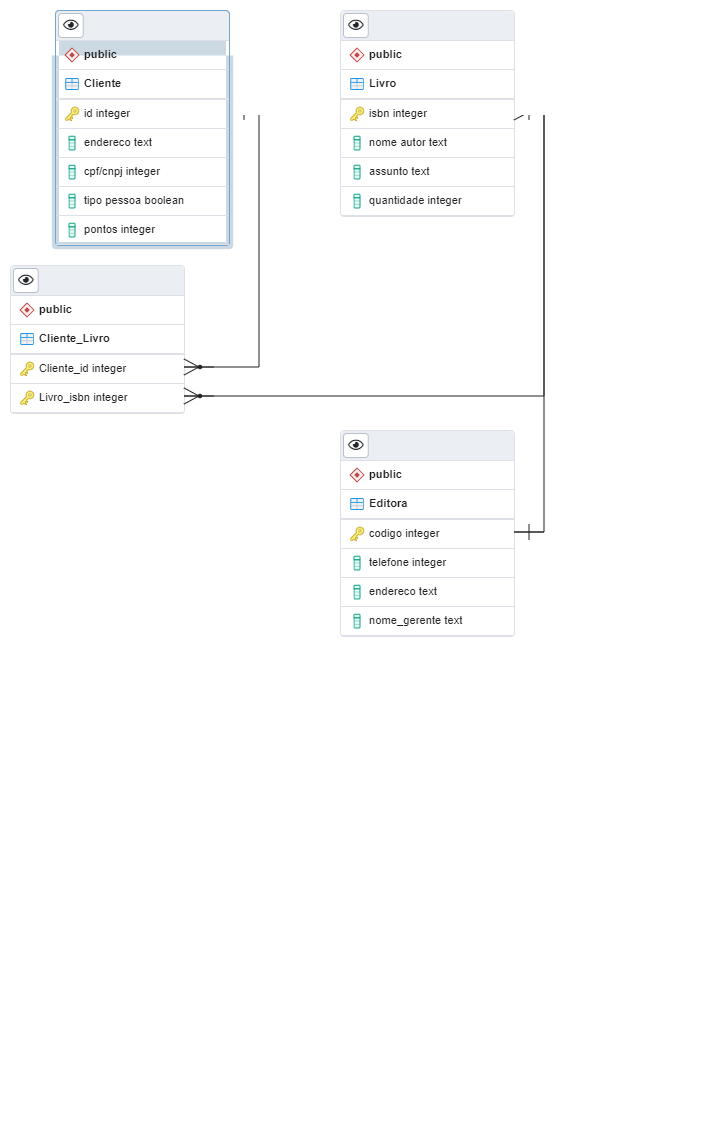 public
Cliente
id integer
endereco text
cpf/cnpj integer
tipo pessoa boolean
pontos integer
public
Livro
isbn integer
nome autor text
assunto text
quantidade integer
public
Cliente_Livro
Cliente_id integer
Livro_isbn integer
public
Editora
codigo integer
telefone integer
endereco text
nome_gerente text